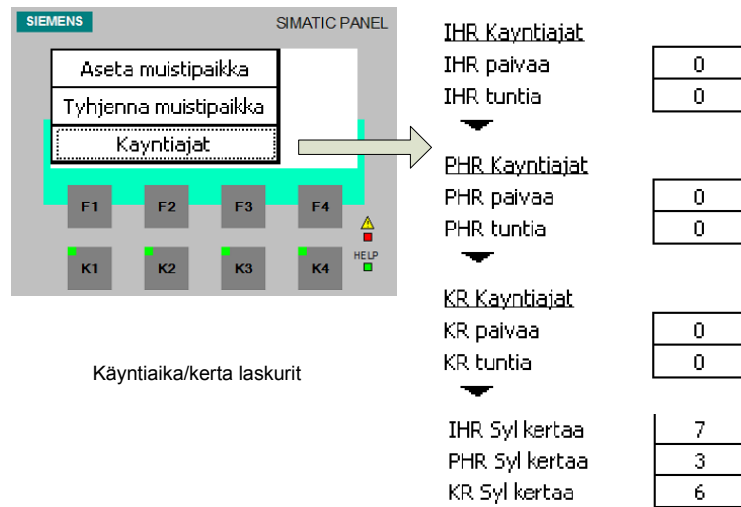 SIEMENS
SIMATIC PANEL
Aseta muistipaikka
Tyhjenna muistipaikka
Kayntiajat
F1
F2
F3
F4
K1
K2
K3
K4
HELP
Käyntiaika/kerta laskurit
IHR Kayntiajat
IHR paivaa 0
IHR tuntia 0
PHR Kayntiajat
PHR paivaa 0
PHR tuntia 0
KR Kayntiajat
KR paivaa 0
KR tuntia 0
IHR Syl kertaa 7
PHR Syl kertaa 3
KR Syl kertaa 6